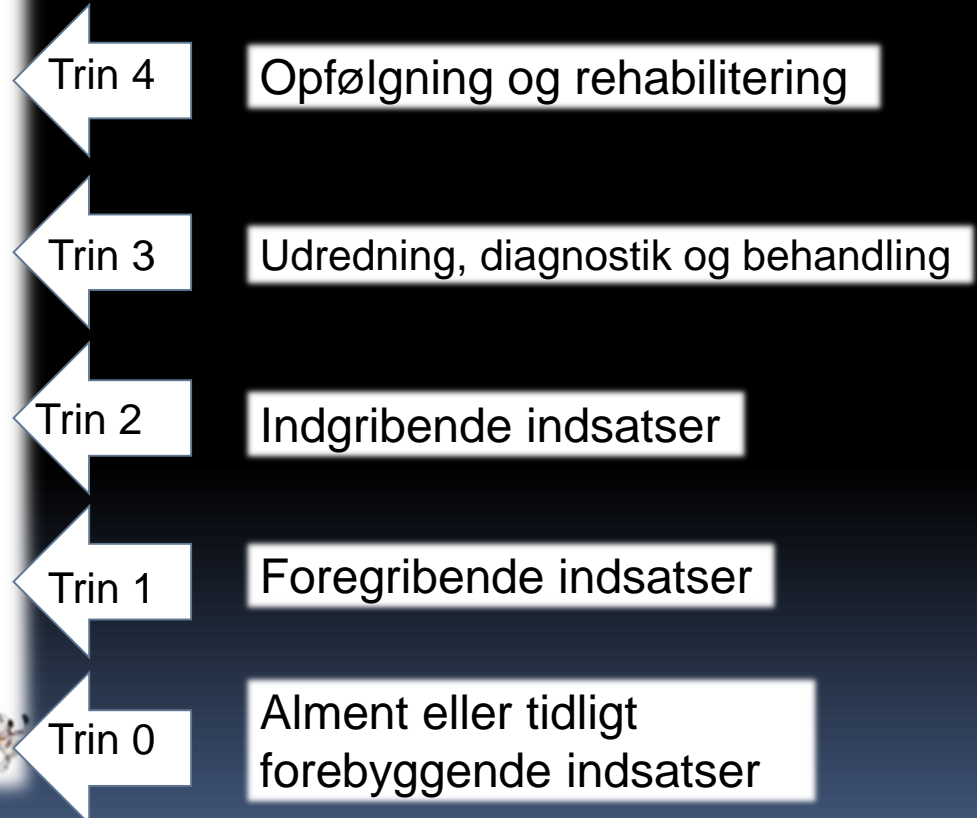 Trin 4
Opfølgning og rehabilitering
Trin 3
Udredning, diagnostik og behandling
Trin 2
Indgribende indsatser
Trin 1
Foregribende indsatser
Trin 0
Alment eller tidligt
forebyggende indsatser